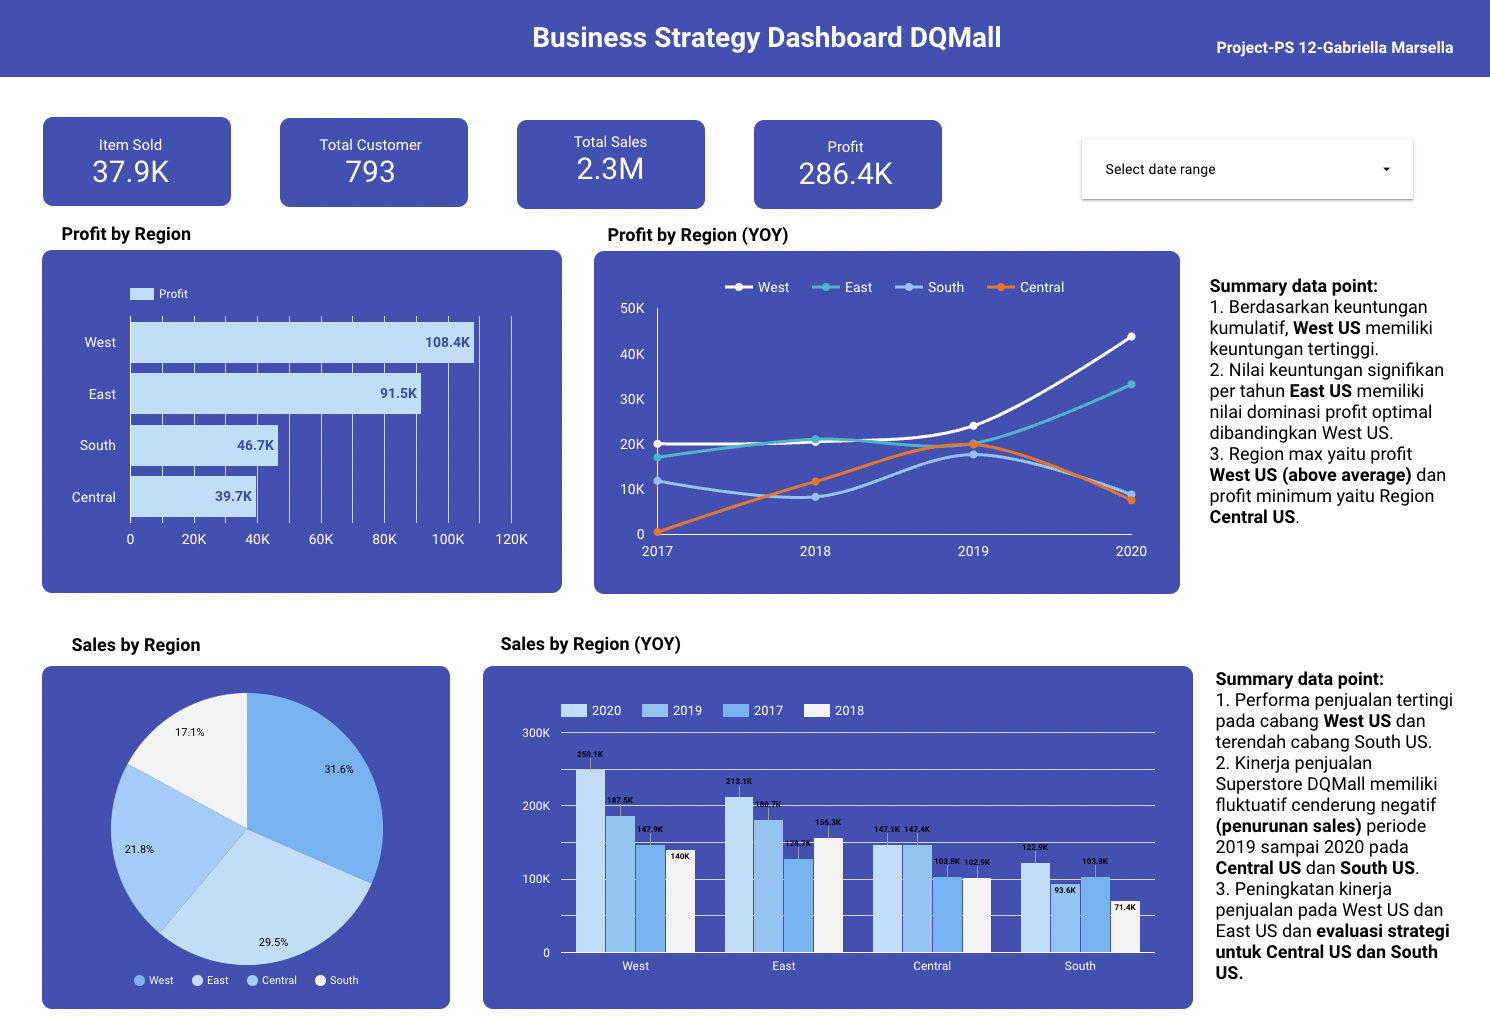 Business Strategy Dashboard DQMall
Project-PS 12-Gabriella Marsella
Item Sold
37.9K
Total Customer
793
Total Sales
2.3M
Profit
286.4K
Select date range
Profit by Region
Profit
West
108.4K
East
91.5K
South
46.7K
Central
39.7K
0 20K 40K 60K 80K 100K 120K
Profit by Region (YOY)
West East South Central
50K
40K
30K
20K
10K
0
2017 2018 2019 2020
Summary data point:
1. Berdasarkan keuntungan
kumulatif, West US memiliki
keuntungan tertinggi.
2. Nilai keuntungan signifikan
per tahun East US memiliki
nilai dominasi profit optimal
dibandingkan West US.
3. Region max yaitu profit
West US (above average) dan
profit minimum yaitu Region
Central US.
Sales by Region
17.1%
31.6%
21.8%
29.5%
West East Central South
Sales by Region (YOY)
2020 2019 2017 2018
300K
200K
100K
0
250.1K 187.5K 147.9K 140K
213.1K 180.7K 128.7K 156.3K
147.1K 147.4K 103.8K 102.9K
122.9K 93.6K 103.8K 71.4K
West East Central South
Summary data point:
1. Performa penjualan tertingi
pada cabang West US dan
terendah cabang South US.
2. Kinerja penjualan
Superstore DQMall memiliki
fluktuatif cenderung negatif
(penurunan sales) periode
2019 sampai 2020 pada
Central US dan South US.
3. Peningkatan kinerja
penjualan pada West US dan
East US dan evaluasi strategi
untuk Central US dan South
US.